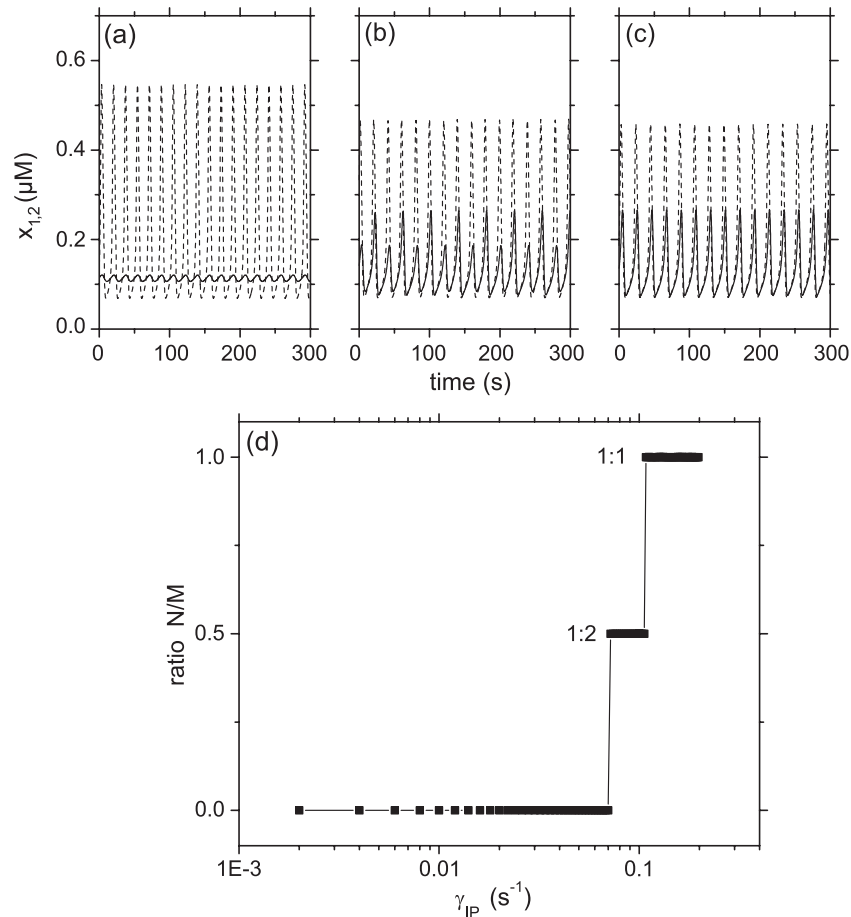 (a)
(b)
(c)
0.6
0.4
0.2
0.0
x1,2 (μM)
0 100 200 300
0 100 200 300
0 100 200 300
time (s)
(d)
1.0
0.5
0.0
1:1
1:2
ratio N/M
1E-3 0.01 0.1
γIP (s-1)